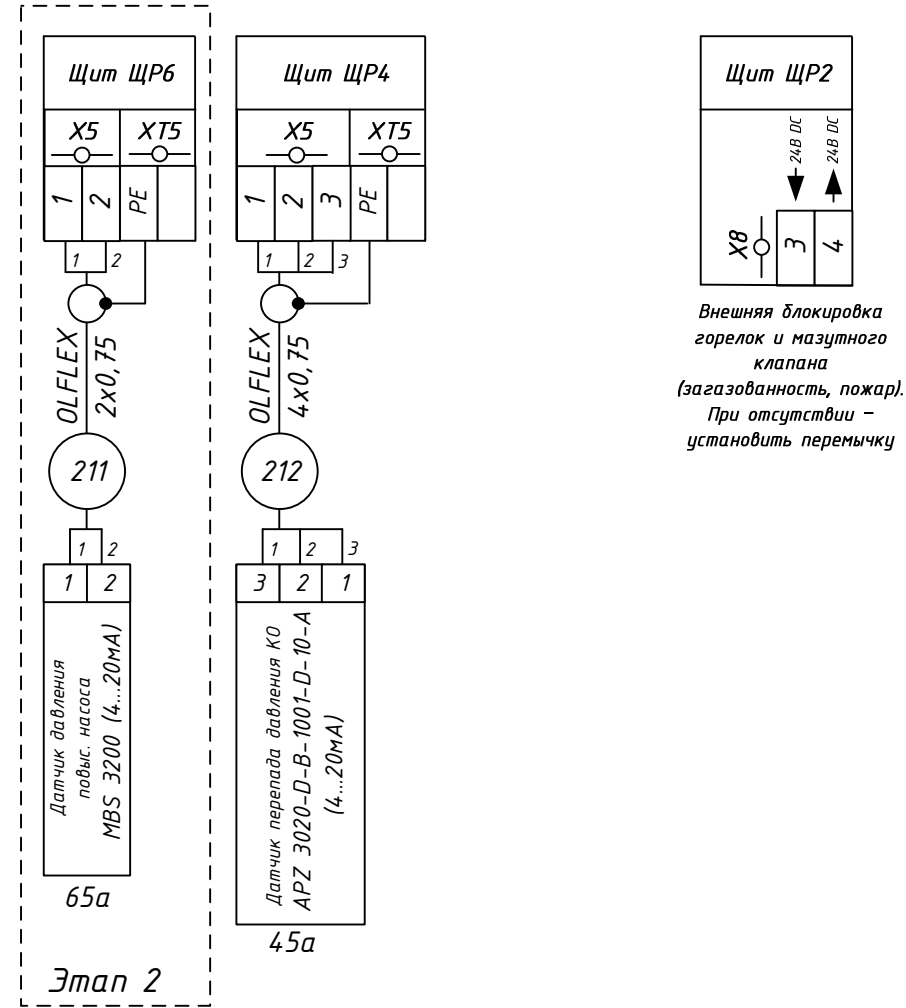 Щит ЩР6
X5 XT5
1 2 PE
1 2
OLFLEX
2x0,75
211
1 2
1 2
Датчик давления
повыс. насоса
MBS 3200 (4...20мА)
65а
Этап 2
Щит ЩР4
X5 XT5
1 2 3 PE
1 2 3
OLFLEX
4x0,75
212
1 2 3
3 2 1
Датчик перепада давления КО
APZ 3020-D-B-1001-D-10-A
(4...20мА)
45а
Щит ЩР2
24В DC
24В DC
X8 3 4
Внешняя блокировка
горелок и мазутного
клапана
(загазованность, пожар).
При отсутствии –
установить перемычку